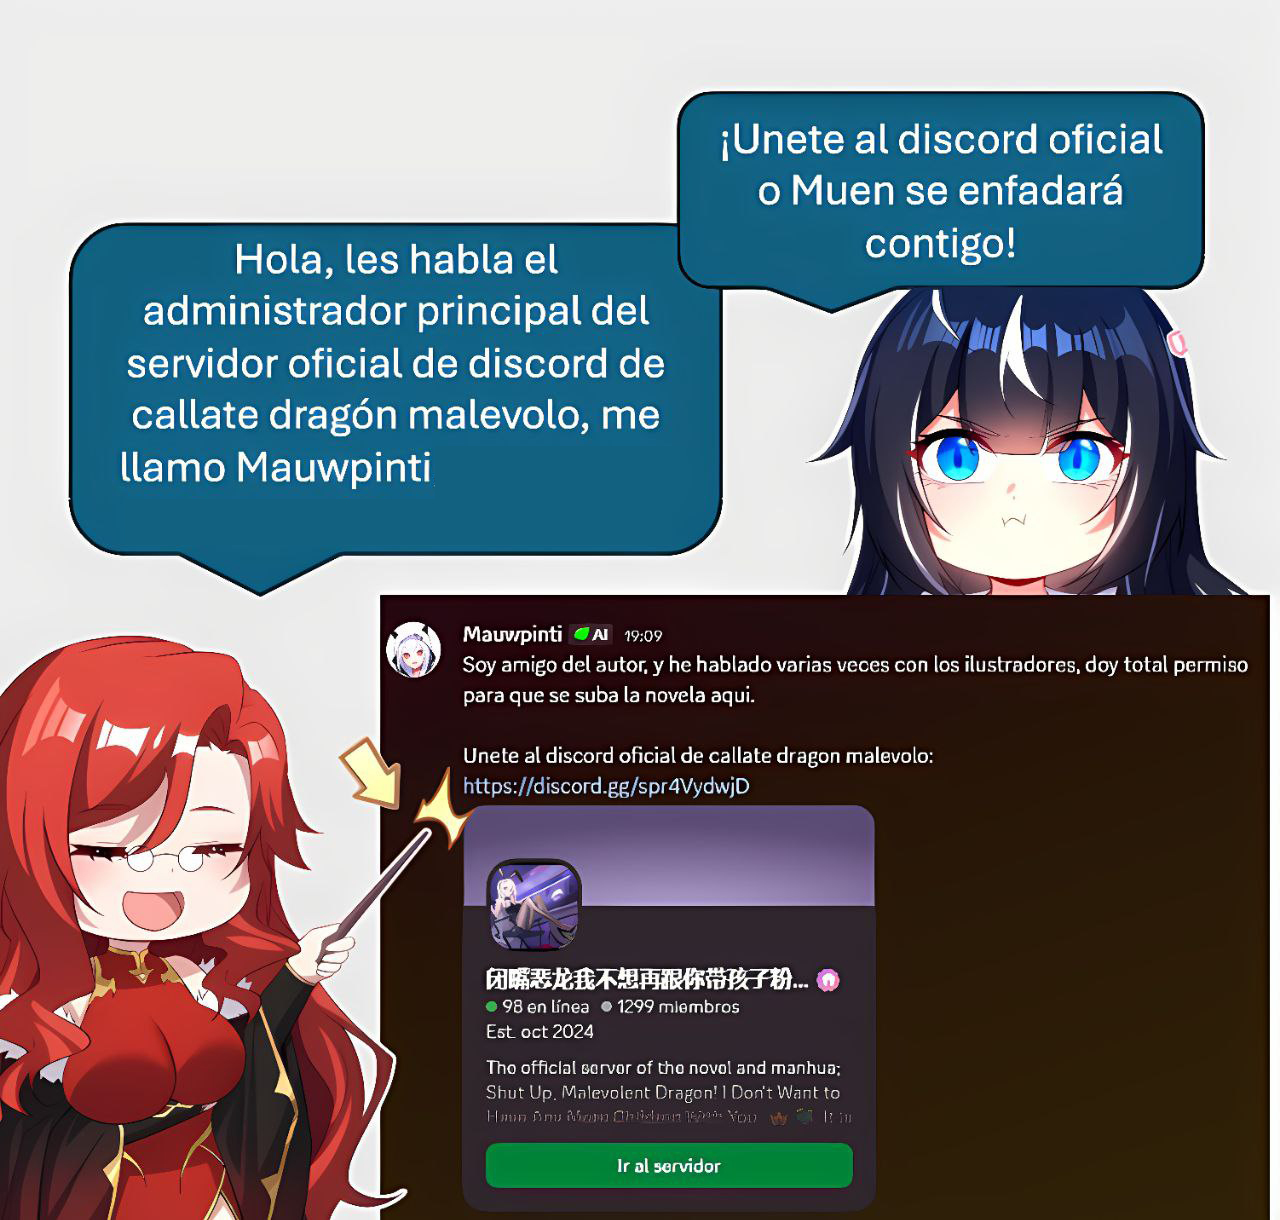 ¡Unete al discord oficial
o Muen se enfadará
contigo!
Hola, les habla el
administrador principal del
servidor oficial de discord de
callate dragón malevolo, me
llamo Mauwpinti
Mauwpinti AI 19:09
Soy amigo del autor, y he hablado varias veces con los ilustradores, doy total permiso
para que se suba la novela aqui.
Unete al discord oficial de callate dragon malevolo:
https://discord.gg/spr4VydwjD
闭嘴恶龙我不想再跟你带孩子粉...
98 en línea 1299 miembros
Est. oct 2024
The official server of the novel and manhua;
Shut Up, Malevolent Dragon! I Don't Want to
You
Ir al servidor